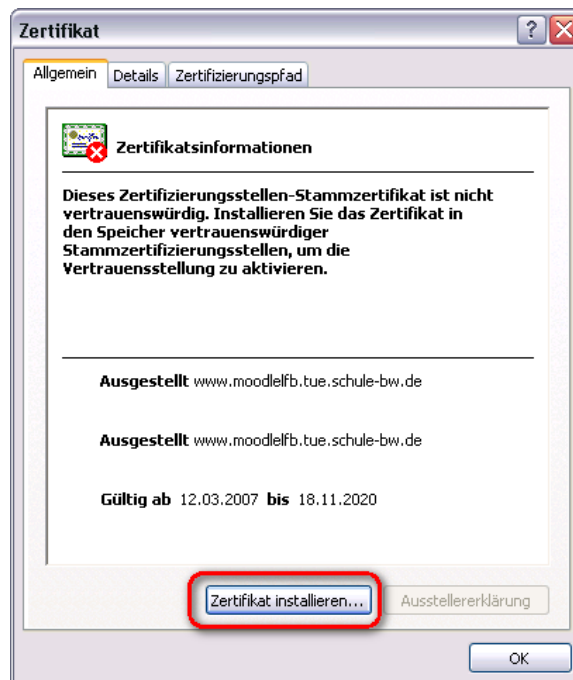 Zertifikat
Allgemein Details Zertifizierungspfad
Zertifikatsinformationen
Dieses Zertifizierungsstellen-Stammzertifikat ist nicht
vertrauenswürdig. Installieren Sie das Zertifikat in
den Speicher vertrauenswürdiger
Stammzertifizierungsstellen, um die
Vertrauensstellung zu aktivieren.
Ausgestellt www.moodlelfb.tue.schule-bw.de
Ausgestellt www.moodlelfb.tue.schule-bw.de
Gültig ab 12.03.2007 bis 18.11.2020
Zertifikat installieren... Ausstellererklärung
OK